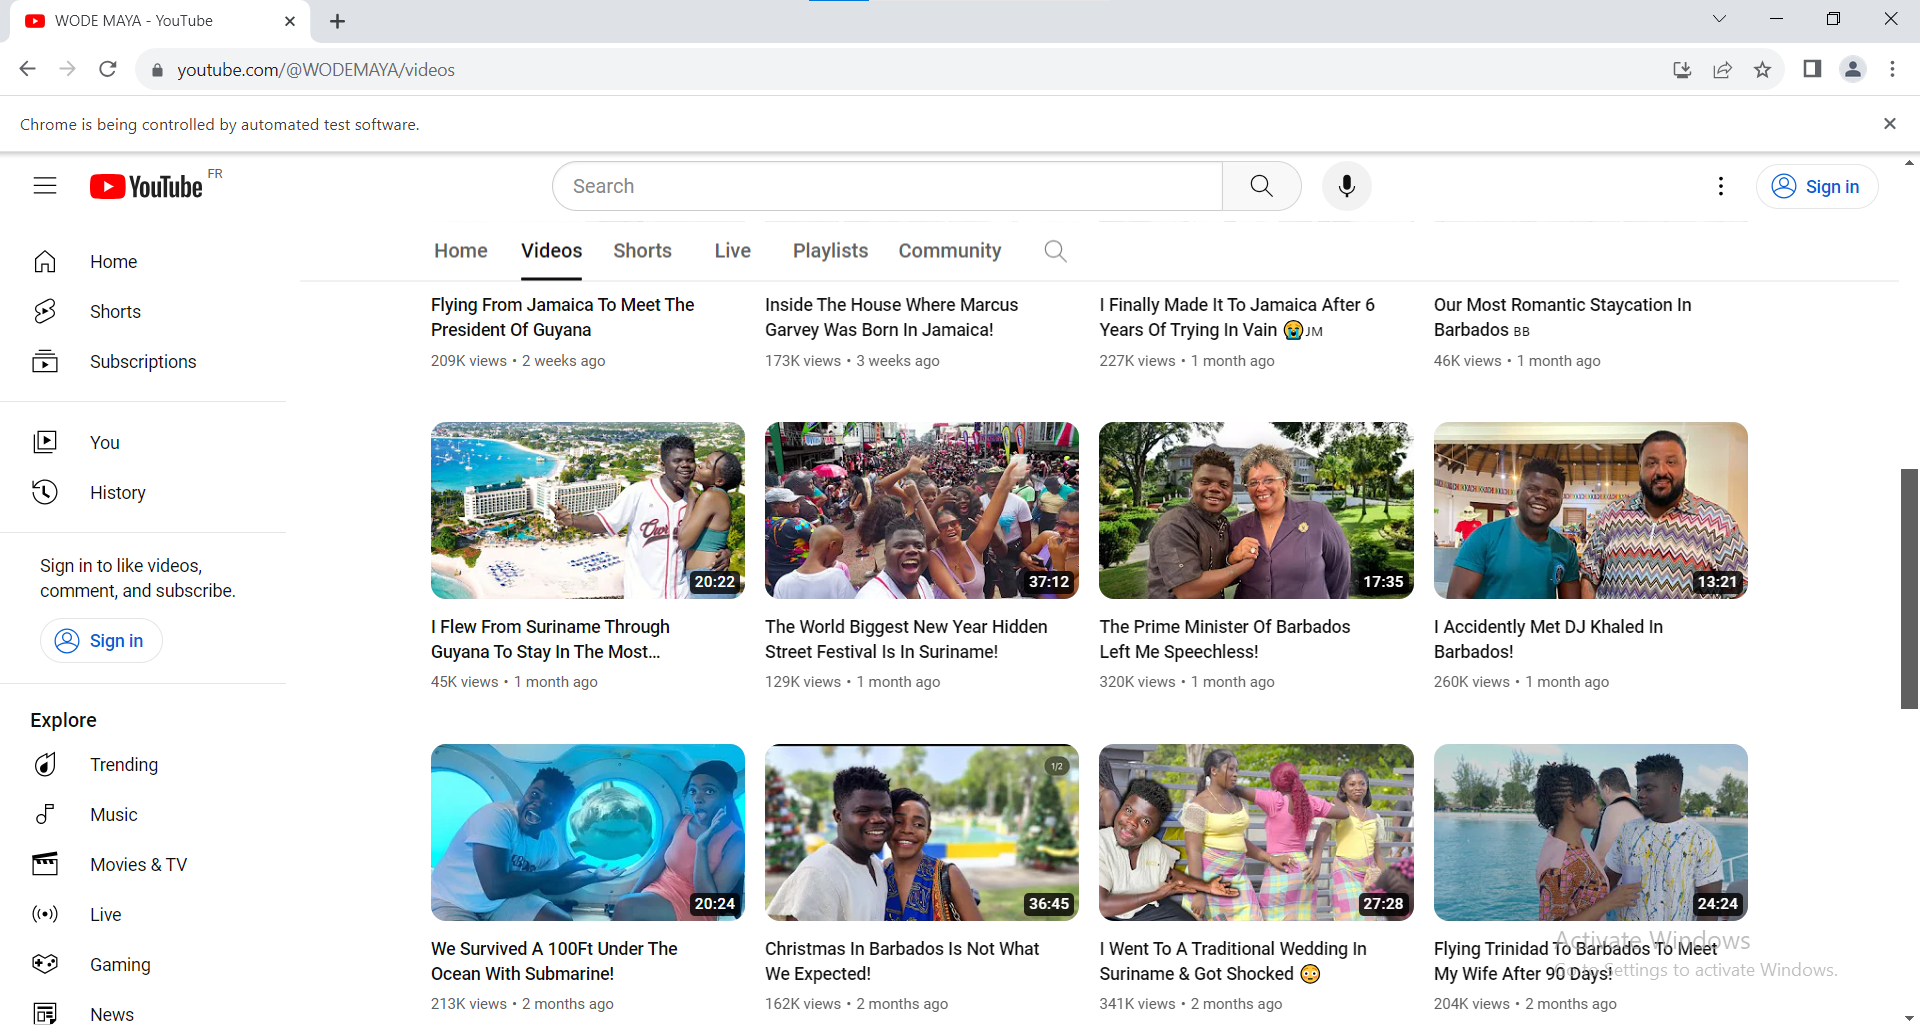 WODE MAYA - YouTube
youtube.com/@WODEMAYA/videos
Chrome is being controlled by automated test software.
YouTube FR
Search
Sign in
Home
Shorts
Subscriptions
You
History
Sign in to like videos,
comment, and subscribe.
Sign in
Explore
Trending
Music
Movies & TV
Live
Gaming
News
Home Videos Shorts Live Playlists Community
Flying From Jamaica To Meet The
President Of Guyana
209K views • 2 weeks ago
Inside The House Where Marcus
Garvey Was Born In Jamaica!
173K views • 3 weeks ago
I Finally Made It To Jamaica After 6
Years Of Trying In Vain 😭JM
227K views • 1 month ago
Our Most Romantic Staycation In
Barbados BB
46K views • 1 month ago
20:22
I Flew From Suriname Through
Guyana To Stay In The Most...
45K views • 1 month ago
37:12
The World Biggest New Year Hidden
Street Festival Is In Suriname!
129K views • 1 month ago
17:35
The Prime Minister Of Barbados
Left Me Speechless!
320K views • 1 month ago
13:21
I Accidently Met DJ Khaled In
Barbados!
260K views • 1 month ago
20:24
We Survived A 100Ft Under The
Ocean With Submarine!
213K views • 2 months ago
1/2
36:45
Christmas In Barbados Is Not What
We Expected!
162K views • 2 months ago
27:28
I Went To A Traditional Wedding In
Suriname & Got Shocked 😳
341K views • 2 months ago
24:24
Flying Trinidad To Barbados To Meet
My Wife After 90 Days!
204K views • 2 months ago
Activate Windows
Go to Settings to activate Windows.